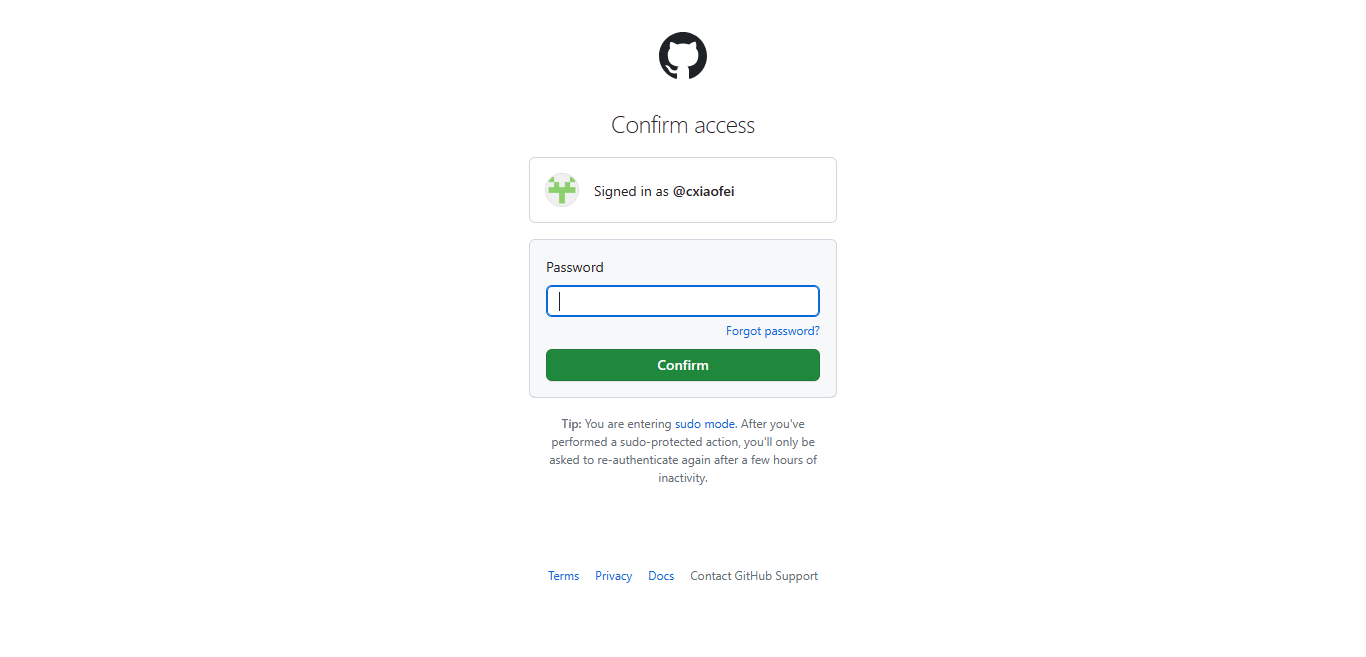 Confirm access
Signed in as @cxiaofei
Password
Forgot password?
Confirm
Tip: You are entering sudo mode. After you've
performed a sudo-protected action, you'll only be
asked to re-authenticate again after a few hours of
inactivity.
Terms Privacy Docs Contact GitHub Support